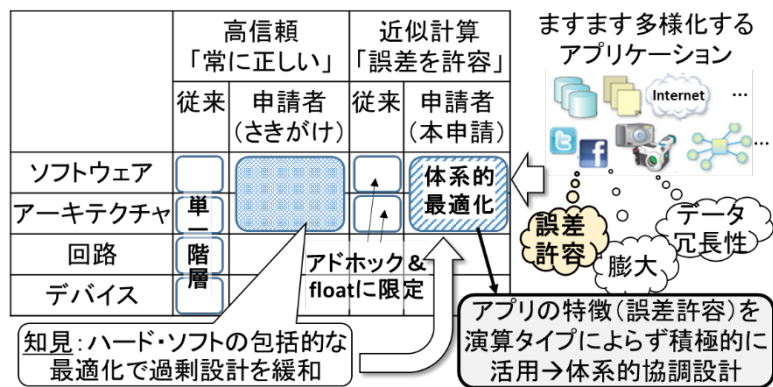 高信頼
「常に正しい」
近似計算
「誤差を許容」
従来
申請者
(さきがけ)
従来
申請者
(本申請)
ソフトウェア
アーキテクチャ
回路
デバイス
単一階層
体系的
最適化
アドホック&
floatに限定
知見:ハード・ソフトの包括的な
最適化で過剰設計を緩和
ますます多様化する
アプリケーション
Internet
…
…
誤差
許容
膨大
データ
冗長性
アプリの特徴(誤差許容)を
演算タイプによらず積極的に
活用→体系的協調設計